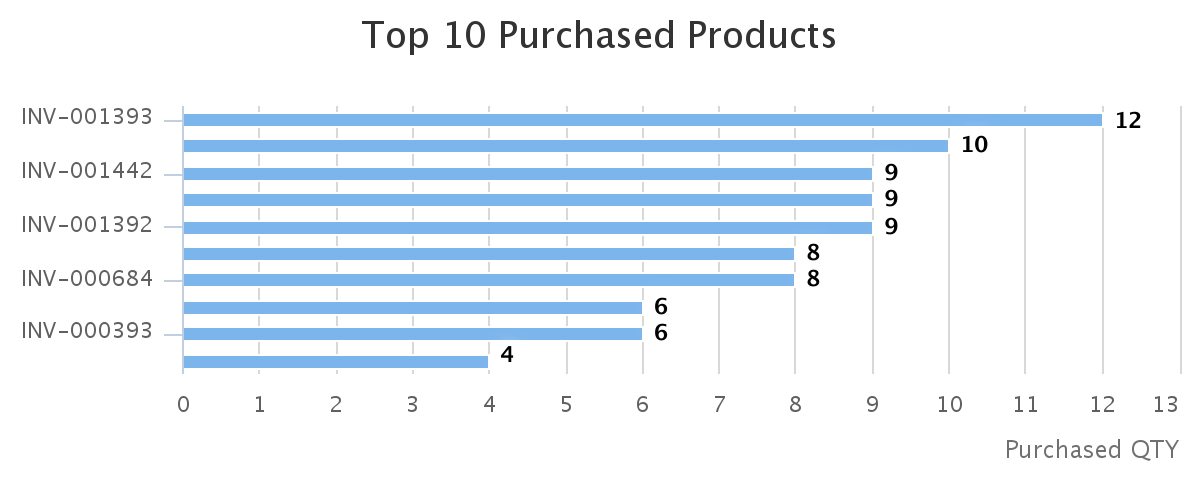 Top 10 Purchased Products
INV-001393
12
10
INV-001442
9
9
INV-001392
9
8
INV-000684
8
6
INV-000393
6
4
0 1 2 3 4 5 6 7 8 9 10 11 12 13
Purchased QTY